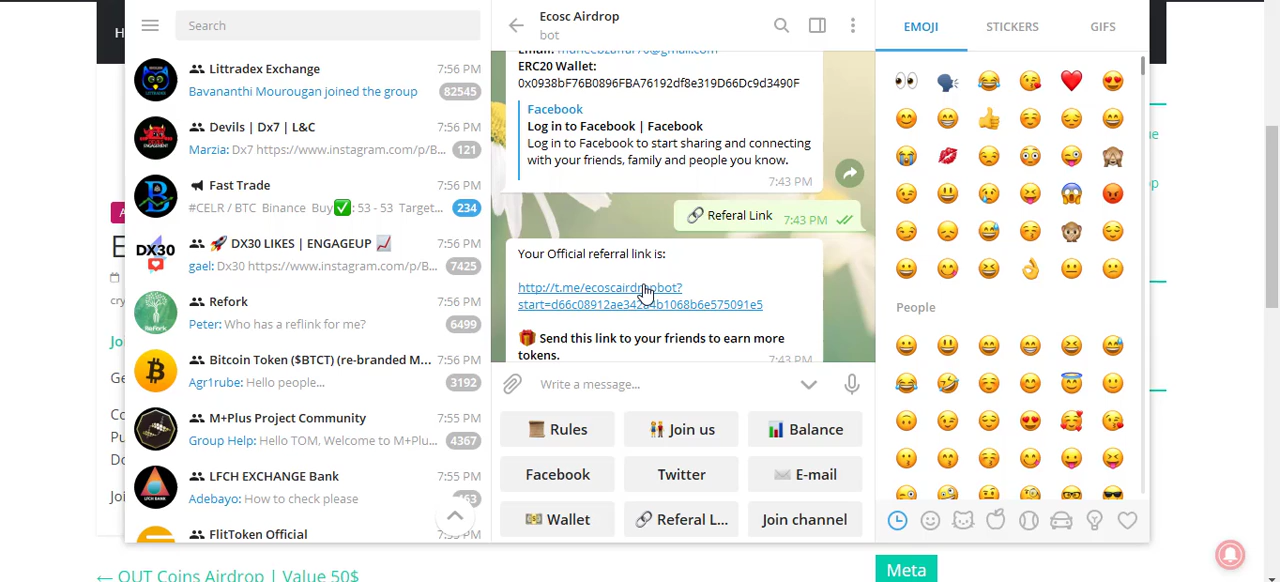 H
Search
Littradex Exchange 7:56 PM
Bavananthi Mourougan joined the group 82545
Devils | Dx7 | L&C 7:56 PM
Marzia: Dx7 https://www.instagram.com/p/B... 121
Fast Trade 7:56 PM
#CELR / BTC Binance Buy✅: 53 - 53 Target... 234
🚀 DX30 LIKES | ENGAGEUP 📈 7:56 PM
gael: Dx30 https://www.instagram.com/p/B... 7425
Refork 7:56 PM
Peter: Who has a reflink for me? 6499
Bitcoin Token ($BTCT) (re-branded M... 7:56 PM
Agr1rube: Hello people... 3192
M+Plus Project Community 7:55 PM
Group Help: Hello TOM, Welcome to M+Plu... 4367
LFCH EXCHANGE Bank 7:55 PM
Adebayo: How to check please
FlitToken Official
Ecosc Airdrop
bot
ERC20 Wallet:
0x0938bF76B0896FBA76192df8e319D66Dc9d3490F
Facebook
Log in to Facebook | Facebook
Log in to Facebook to start sharing and connecting
with your friends, family and people you know.
7:43 PM
🔗 Referal Link 7:43 PM
Your Official referral link is:
http://t.me/ecoscairdropbot?
start=d66c08912ae342d4b1068b6e575091e5
🎁 Send this link to your friends to earn more
tokens. 7:43 PM
Write a message...
Rules Join us Balance
Facebook Twitter E-mail
Wallet Referal L... Join channel
EMOJI STICKERS GIFS
People
← OUT Coins Airdrop | Value 50$
Meta